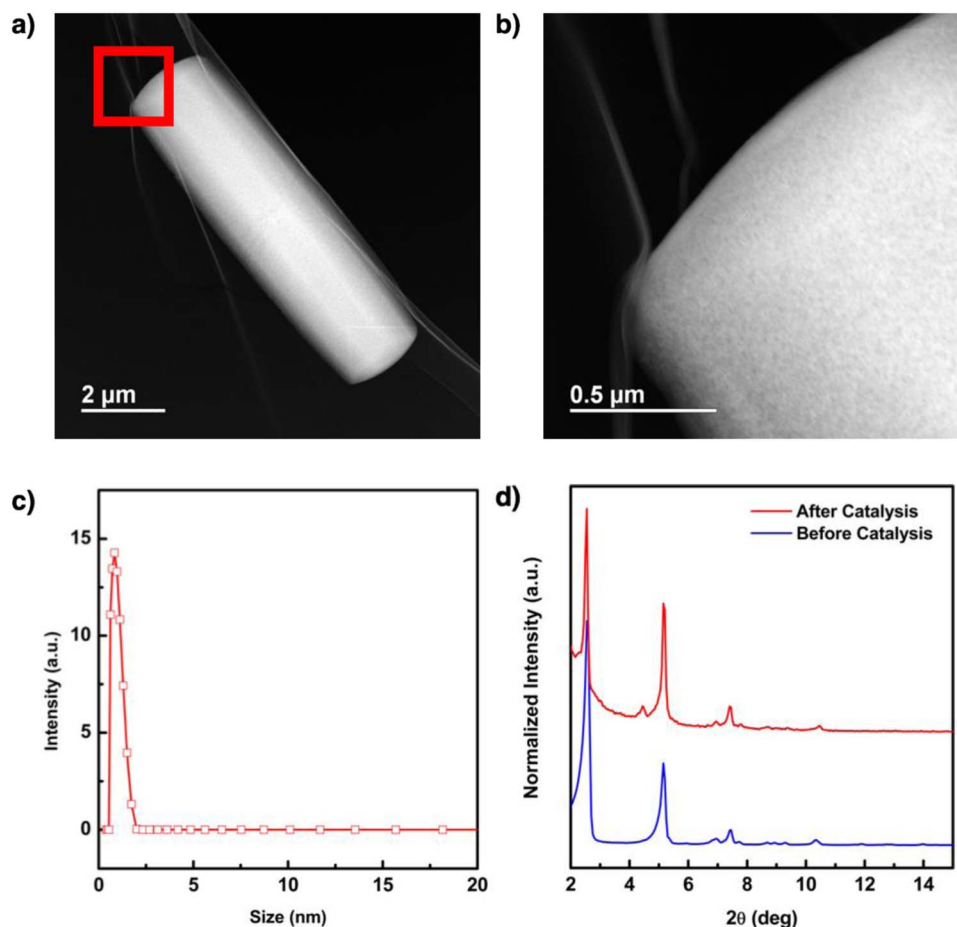 a)
b)
2 µm
0.5 µm
c)
15
10
5
0
Intensity (a.u.)
0 5 10 15 20
Size (nm)
d)
After Catalysis
Before Catalysis
Normalized Intensity (a.u.)
2 4 6 8 10 12 14
2θ (deg)